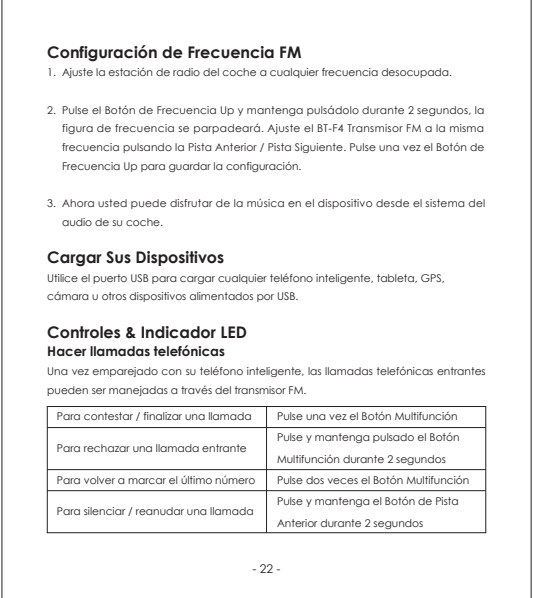 Configuración de Frecuencia FM
1. Ajuste la estación de radio del coche a cualquier frecuencia desocupada.
2. Pulse el Botón de Frecuencia Up y mantenga pulsádolo durante 2 segundos, la
figura de frecuencia se parpadeará. Ajuste el BT-F4 Transmisor FM a la misma
frecuencia pulsando la Pista Anterior / Pista Siguiente. Pulse una vez el Botón de
Frecuencia Up para guardar la configuración.
3. Ahora usted puede disfrutar de la música en el dispositivo desde el sistema del
audio de su coche.
Cargar Sus Dispositivos
Utilice el puerto USB para cargar cualquier teléfono inteligente, tableta, GPS,
cámara u otros dispositivos alimentados por USB.
Controles & Indicador LED
Hacer llamadas telefónicas
Una vez emparejado con su teléfono inteligente, las llamadas telefónicas entrantes
pueden ser manejadas a través del transmisor FM.
Para contestar / finalizar una llamada
Pulse una vez el Botón Multifunción
Para rechazar una llamada entrante
Pulse y mantenga pulsado el Botón
Multifunción durante 2 segundos
Para volver a marcar el último número
Pulse dos veces el Botón Multifunción
Para silenciar / reanudar una llamada
Pulse y mantenga el Botón de Pista
Anterior durante 2 segundos
- 22 -